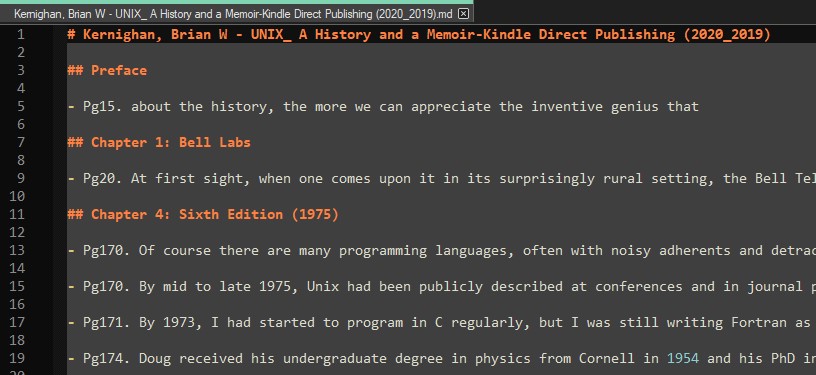 Kernighan, Brian W - UNIX_ A History and a Memoir-Kindle Direct Publishing (2020_2019).md
1 # Kernighan, Brian W - UNIX_ A History and a Memoir-Kindle Direct Publishing (2020_2019)
2
3 ## Preface
4
5 - Pg15. about the history, the more we can appreciate the inventive genius that
6
7 ## Chapter 1: Bell Labs
8
9 - Pg20. At first sight, when one comes upon it in its surprisingly rural setting, the Bell Tel
10
11 ## Chapter 4: Sixth Edition (1975)
12
13 - Pg170. Of course there are many programming languages, often with noisy adherents and detrac
14
15 - Pg170. By mid to late 1975, Unix had been publicly described at conferences and in journal p
16
17 - Pg171. By 1973, I had started to program in C regularly, but I was still writing Fortran as
18
19 - Pg174. Doug received his undergraduate degree in physics from Cornell in 1954 and his PhD in